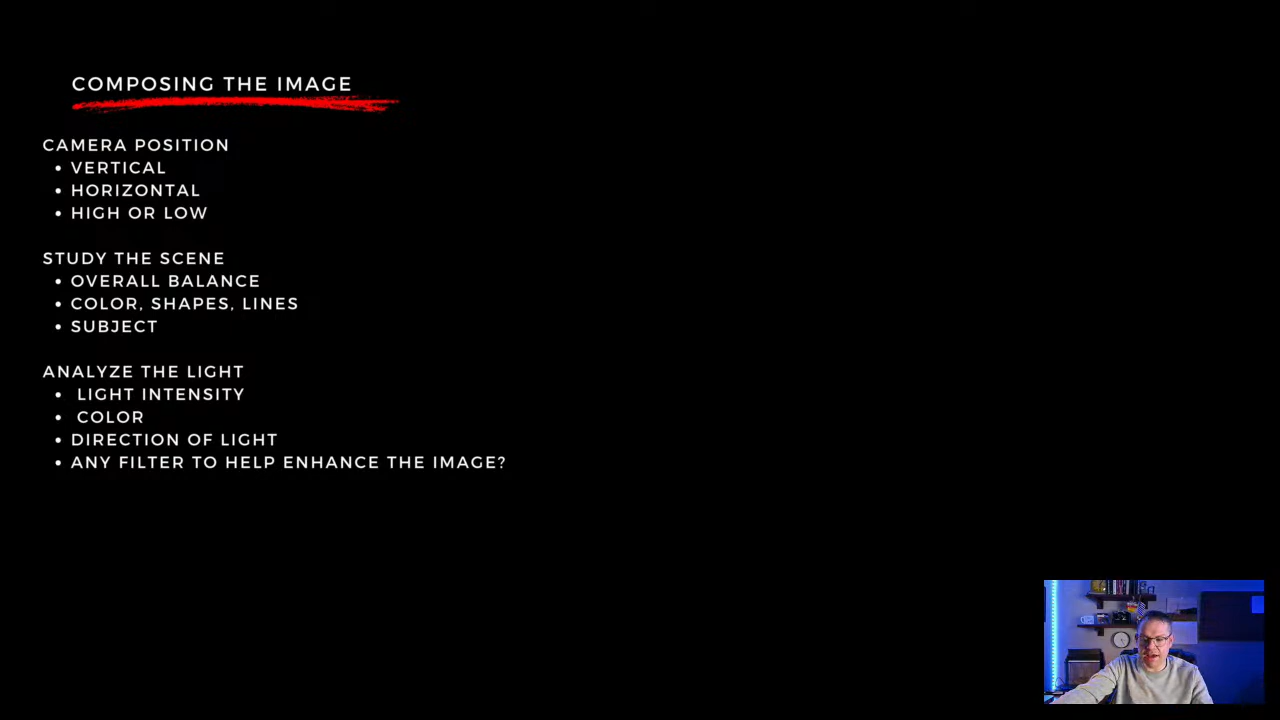 COMPOSING THE IMAGE
CAMERA POSITION
• VERTICAL
• HORIZONTAL
• HIGH OR LOW
STUDY THE SCENE
• OVERALL BALANCE
• COLOR, SHAPES, LINES
• SUBJECT
ANALYZE THE LIGHT
• LIGHT INTENSITY
• COLOR
• DIRECTION OF LIGHT
• ANY FILTER TO HELP ENHANCE THE IMAGE?